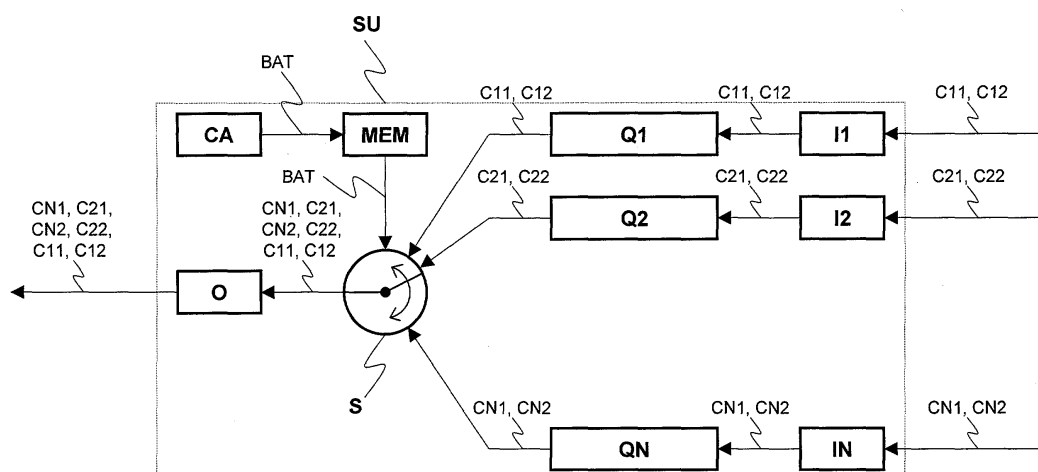 SU
BAT
C11, C12
C11, C12
C11, C12
CA
MEM
Q1
I1
BAT
C21, C22
C21, C22
C21, C22
Q2
I2
CN1, C21,
CN2, C22,
C11, C12
CN1, C21,
CN2, C22,
C11, C12
O
S
CN1, CN2
CN1, CN2
CN1, CN2
QN
IN